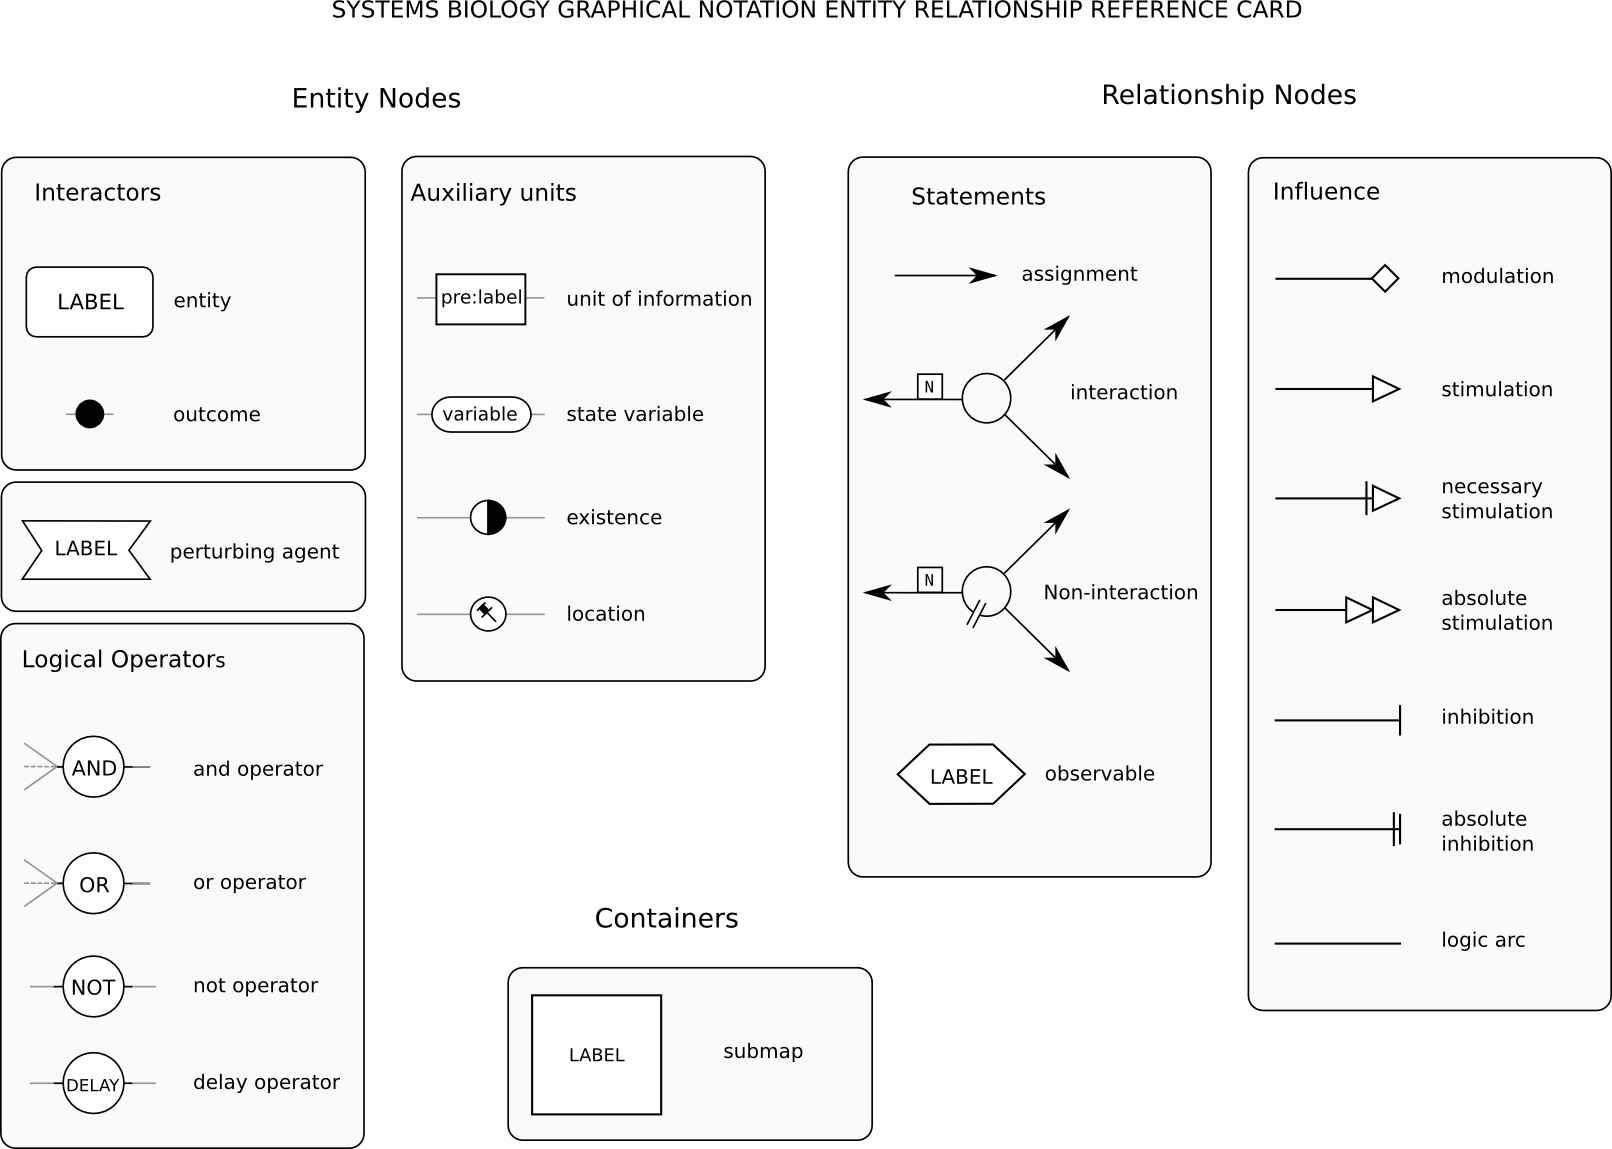 SYSTEMS BIOLOGY GRAPHICAL NOTATION ENTITY RELATIONSHIP REFERENCE CARD
Entity Nodes
Interactors
LABEL
entity
outcome
LABEL
perturbing agent
Logical Operators
AND
and operator
OR
or operator
NOT
not operator
DELAY
delay operator
Auxiliary units
pre:label
unit of information
variable
state variable
existence
location
Containers
LABEL
submap
Relationship Nodes
Statements
assignment
N
interaction
N
Non-interaction
LABEL
observable
Influence
modulation
stimulation
necessary
stimulation
absolute
stimulation
inhibition
absolute
inhibition
logic arc